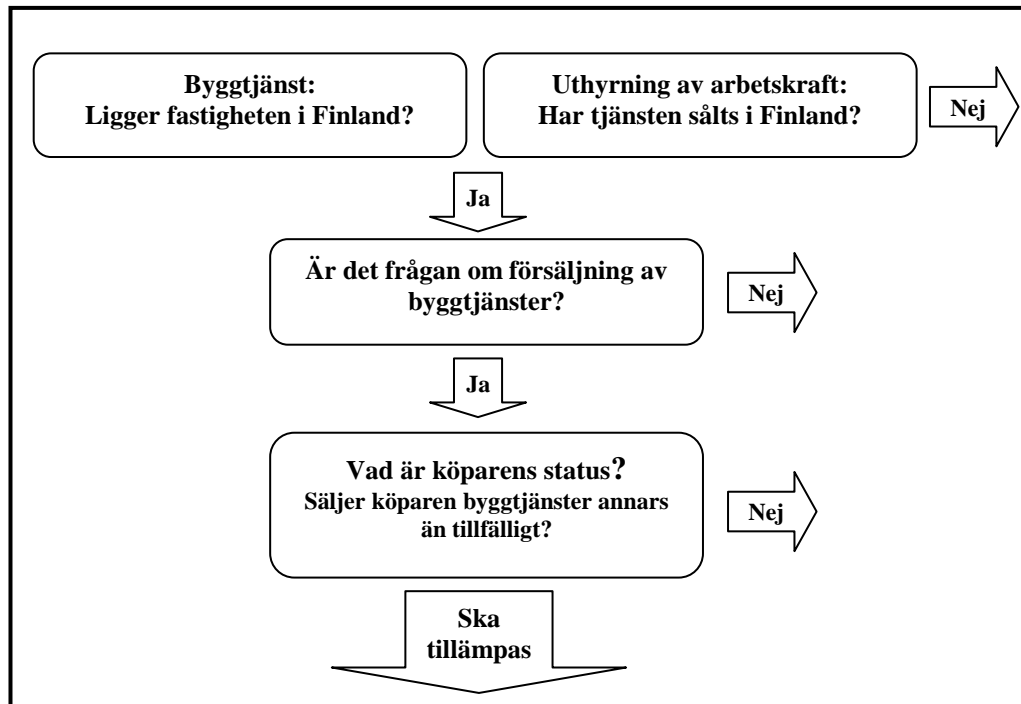 Byggtjänst:
Ligger fastigheten i Finland?
Uthyrning av arbetskraft:
Har tjänsten sålts i Finland?
Nej
Ja
Är det frågan om försäljning av
byggtjänster?
Nej
Ja
Vad är köparens status?
Säljer köparen byggtjänster annars
än tillfälligt?
Nej
Ska
tillämpas